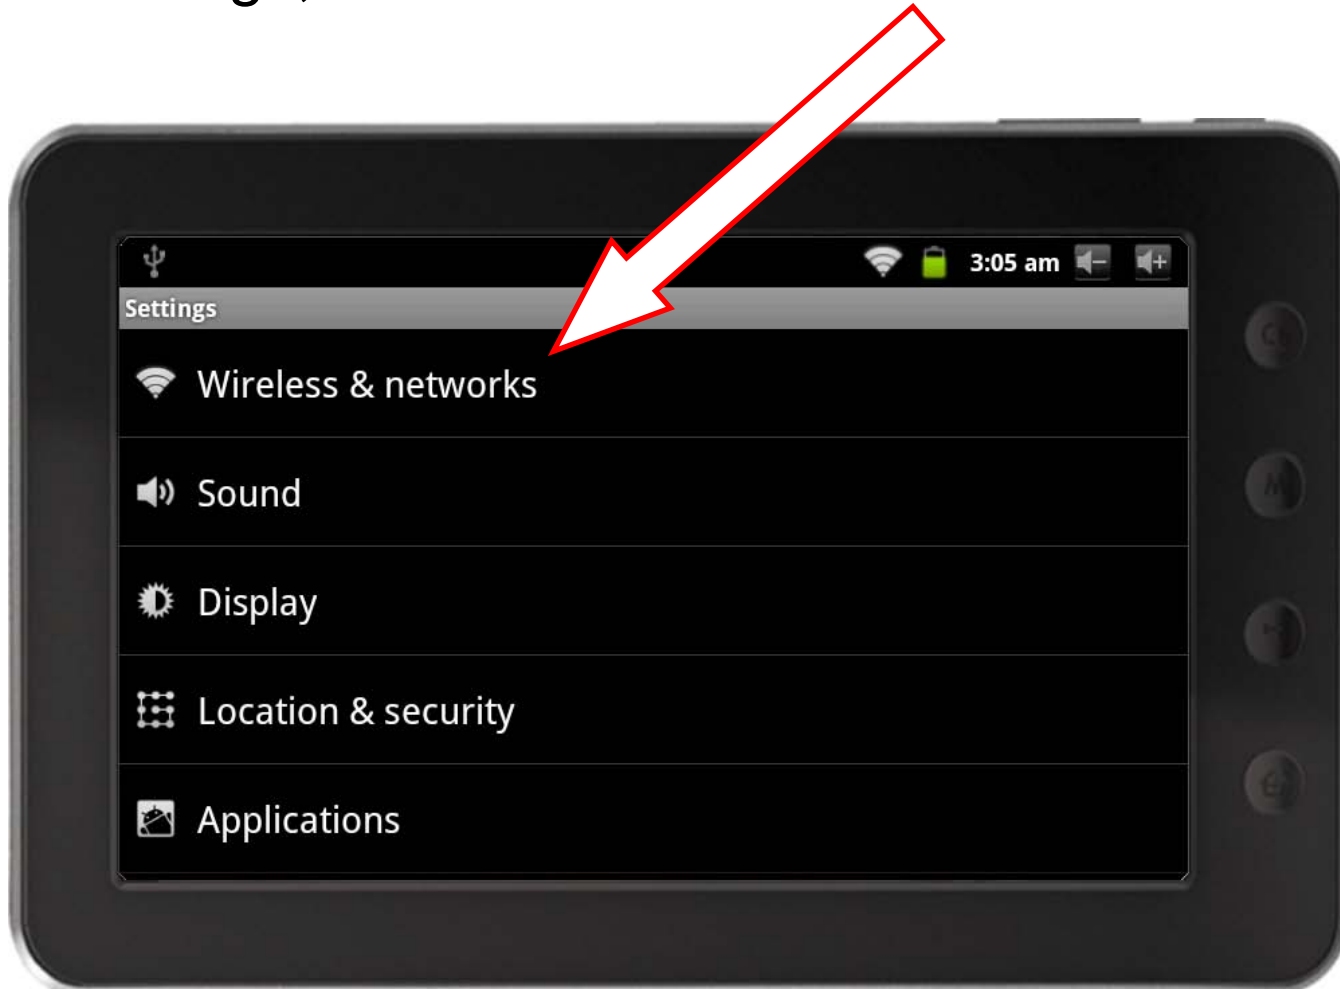 3:05 am
Settings
Wireless & networks
Sound
Display
Location & security
Applications
M